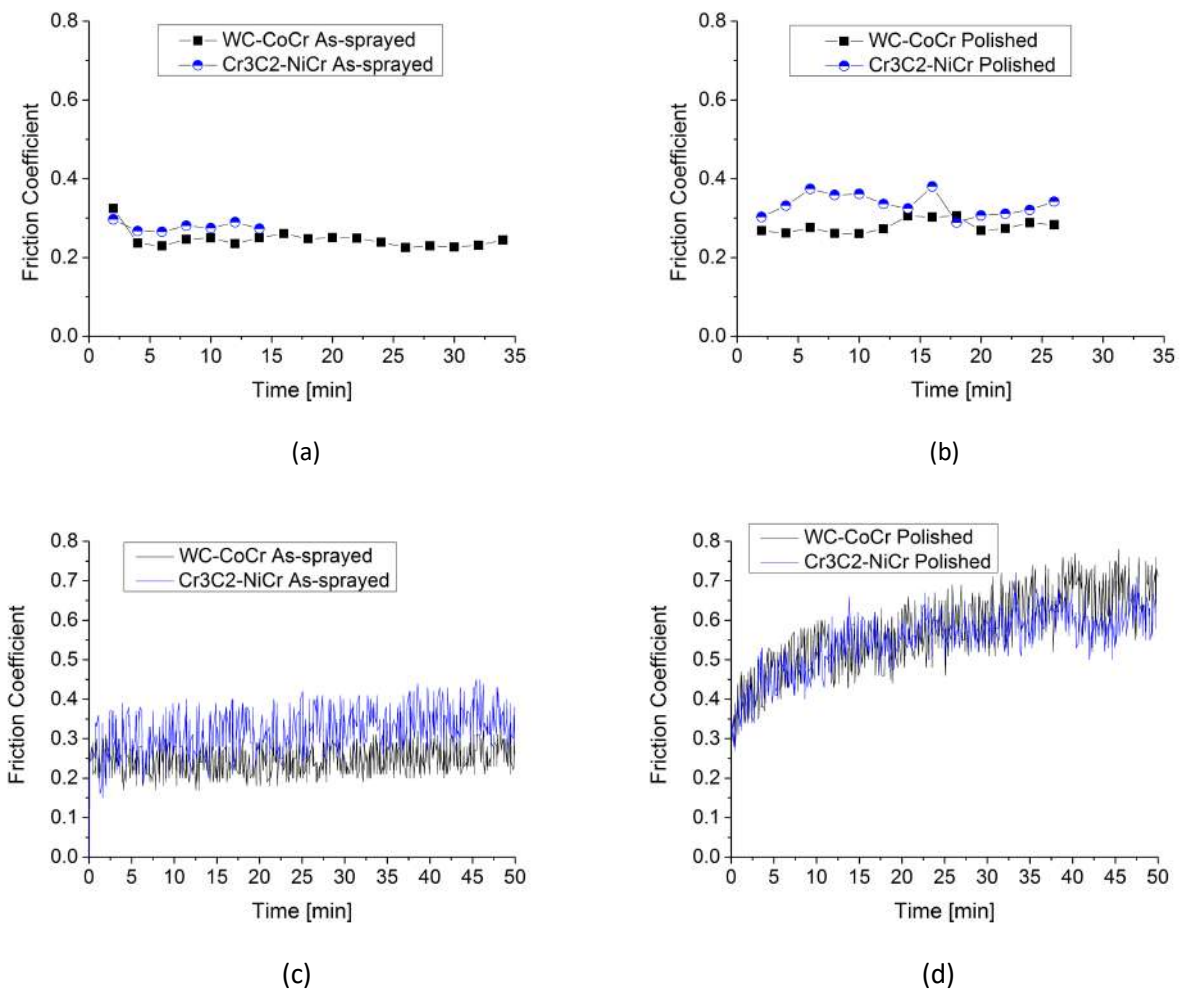 WC-CoCr As-sprayed
Cr3C2-NiCr As-sprayed
Friction Coefficient
0.8
0.6
0.4
0.2
0.0
0 5 10 15 20 25 30 35
Time [min]
(a)
WC-CoCr Polished
Cr3C2-NiCr Polished
Friction Coefficient
0.8
0.6
0.4
0.2
0.0
0 5 10 15 20 25 30 35
Time [min]
(b)
WC-CoCr As-sprayed
Cr3C2-NiCr As-sprayed
Friction Coefficient
0.8
0.7
0.6
0.5
0.4
0.3
0.2
0.1
0.0
0 5 10 15 20 25 30 35 40 45 50
Time [min]
(c)
WC-CoCr Polished
Cr3C2-NiCr Polished
Friction Coefficient
0.8
0.7
0.6
0.5
0.4
0.3
0.2
0.1
0.0
0 5 10 15 20 25 30 35 40 45 50
Time [min]
(d)